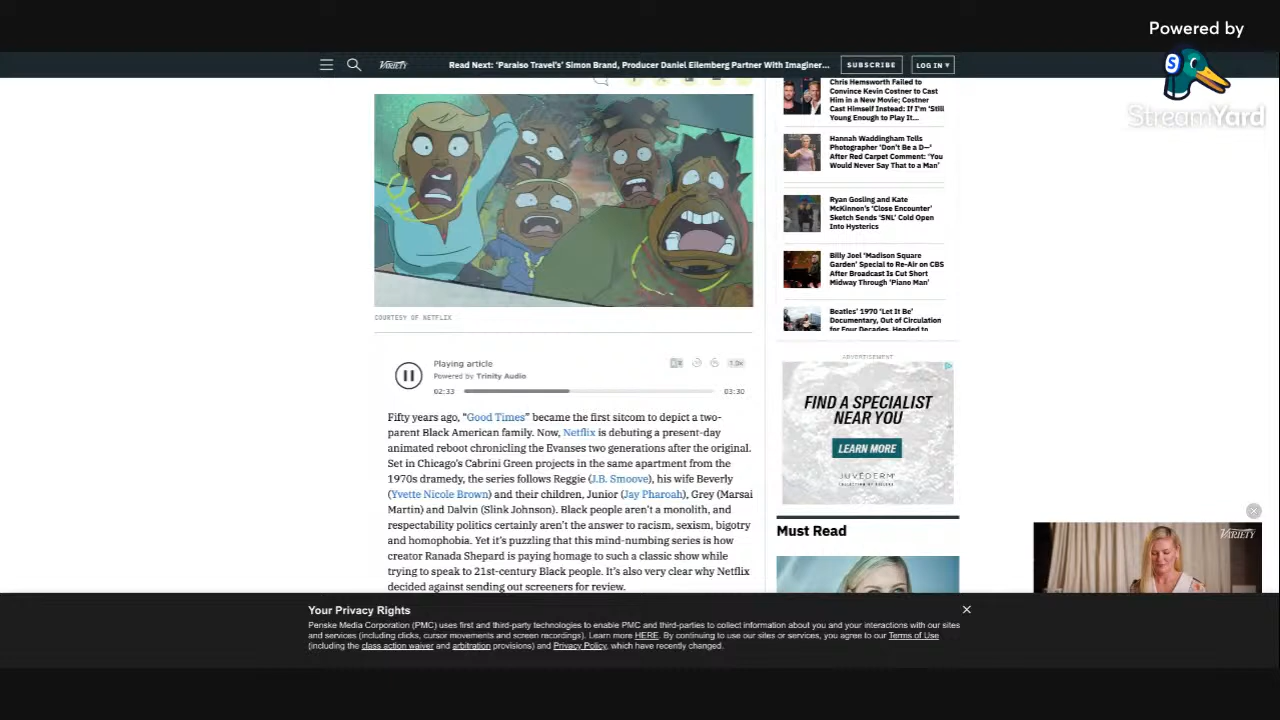 Powered by
StreamYard
VARIETY
Read Next: 'Paraiso Travel's' Simon Brand, Producer Daniel Eilemberg Partner With Imaginer...
SUBSCRIBE
LOG IN
Chris Hemsworth Failed to
Convince Kevin Costner to Cast
Him in a New Movie; Costner
Cast Himself Instead: If I'm 'Still
Young Enough to Play It...
Hannah Waddingham Tells
Photographer 'Don't Be a D—'
After Red Carpet Comment: 'You
Would Never Say That to a Man'
Ryan Gosling and Kate
McKinnon's 'Close Encounter'
Sketch Sends 'SNL' Cold Open
Into Hysterics
Billy Joel 'Madison Square
Garden' Special to Re-Air on CBS
After Broadcast Is Cut Short
Midway Through 'Piano Man'
Beatles' 1970 'Let It Be'
Documentary, Out of Circulation
for Four Decades, Headed to
COURTESY OF NETFLIX
Playing article
Powered by Trinity Audio
02:33
03:30
1.0x
Fifty years ago, “Good Times” became the first sitcom to depict a two-
parent Black American family. Now, Netflix is debuting a present-day
animated reboot chronicling the Evanses two generations after the original.
Set in Chicago's Cabrini Green projects in the same apartment from the
1970s dramedy, the series follows Reggie (J.B. Smoove), his wife Beverly
(Yvette Nicole Brown) and their children, Junior (Jay Pharoah), Grey (Marsai
Martin) and Dalvin (Slink Johnson). Black people aren't a monolith, and
respectability politics certainly aren't the answer to racism, sexism, bigotry
and homophobia. Yet it's puzzling that this mind-numbing series is how
creator Ranada Shepard is paying homage to such a classic show while
trying to speak to 21st-century Black people. It's also very clear why Netflix
decided against sending out screeners for review.
ADVERTISEMENT
FIND A SPECIALIST
NEAR YOU
LEARN MORE
JUVÉDERM
Must Read
VARIETY
Your Privacy Rights
Penske Media Corporation (PMC) uses first and third-party technologies to enable PMC and third-parties to collect information about you and your interactions with our sites
and services (including clicks, cursor movements and screen recordings). Learn more HERE. By continuing to use our sites or services, you agree to our Terms of Use
(including the class action waiver and arbitration provisions) and Privacy Policy, which have recently changed.